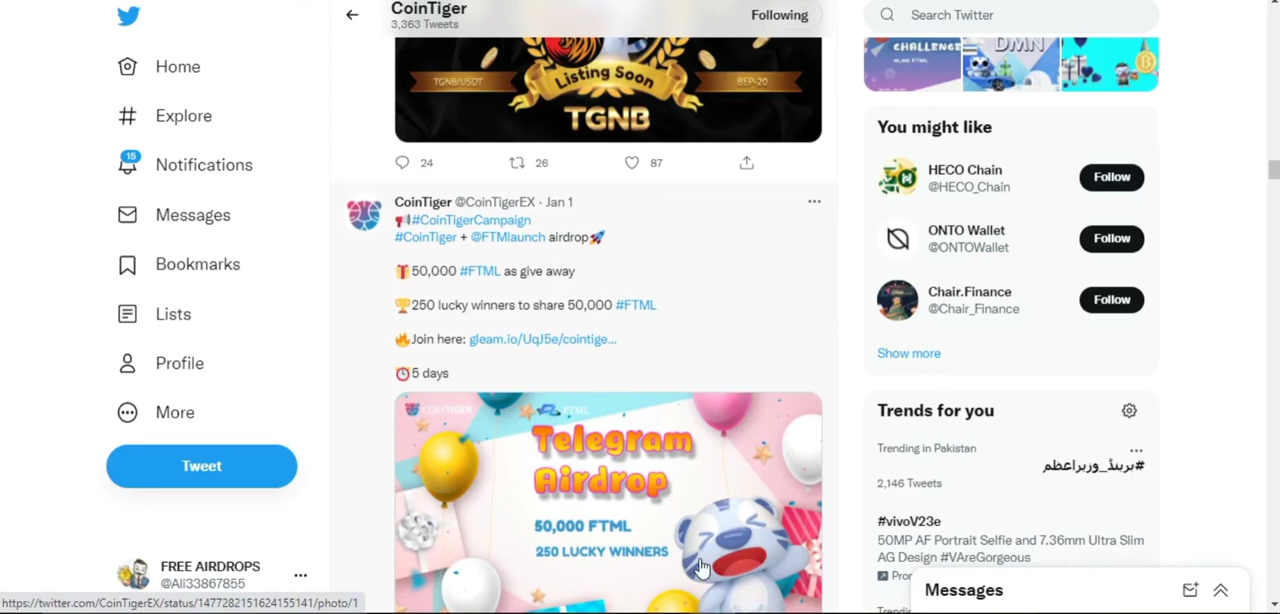 Home
Explore
15
Notifications
Messages
Bookmarks
Lists
Profile
More
Tweet
FREE AIRDROPS
@Ali33867855
https://twitter.com/CoinTigerEX/status/1477282151624155141/photo/1
CoinTiger
3,363 Tweets
Following
Listing Soon
TGNB/USDT
BEP-20
TGNB
24
26
87
CoinTiger @CoinTigerEX · Jan 1
#CoinTigerCampaign
#CoinTiger + @FTMlaunch airdrop🚀
🎁50,000 #FTML as give away
🏆250 lucky winners to share 50,000 #FTML
🔥Join here: gleam.io/UqJ5e/cointige...
⏰5 days
COINTIGER
FTML
Telegram
Airdrop
50,000 FTML
250 LUCKY WINNERS
Search Twitter
CHALLENGE
DMN
You might like
HECO Chain
@HECO_Chain
Follow
ONTO Wallet
@ONTOWallet
Follow
Chair.Finance
@Chair_Finance
Follow
Show more
Trends for you
Trending in Pakistan
#برینڈ_وزیراعظم
2,146 Tweets
#vivoV23e
50MP AF Portrait Selfie and 7.36mm Ultra Slim
AG Design #VAreGorgeous
Messages